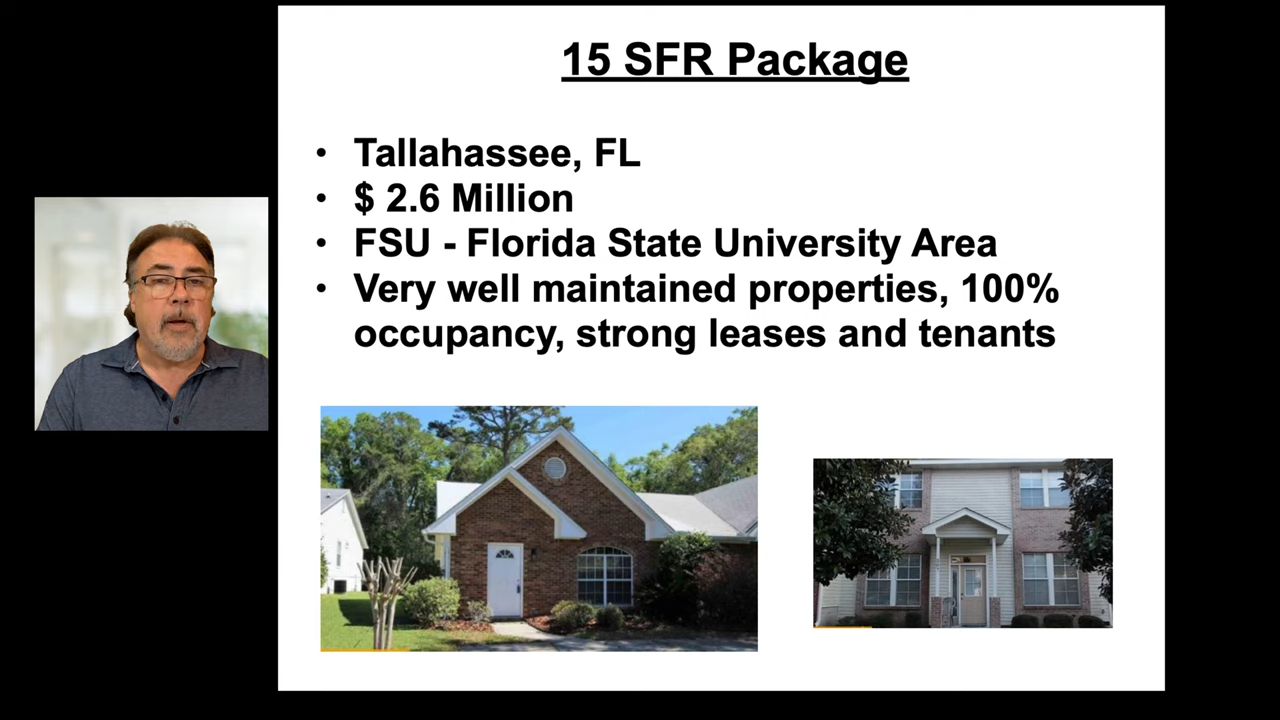 15 SFR Package
• Tallahassee, FL
• $ 2.6 Million
• FSU - Florida State University Area
• Very well maintained properties, 100%
occupancy, strong leases and tenants